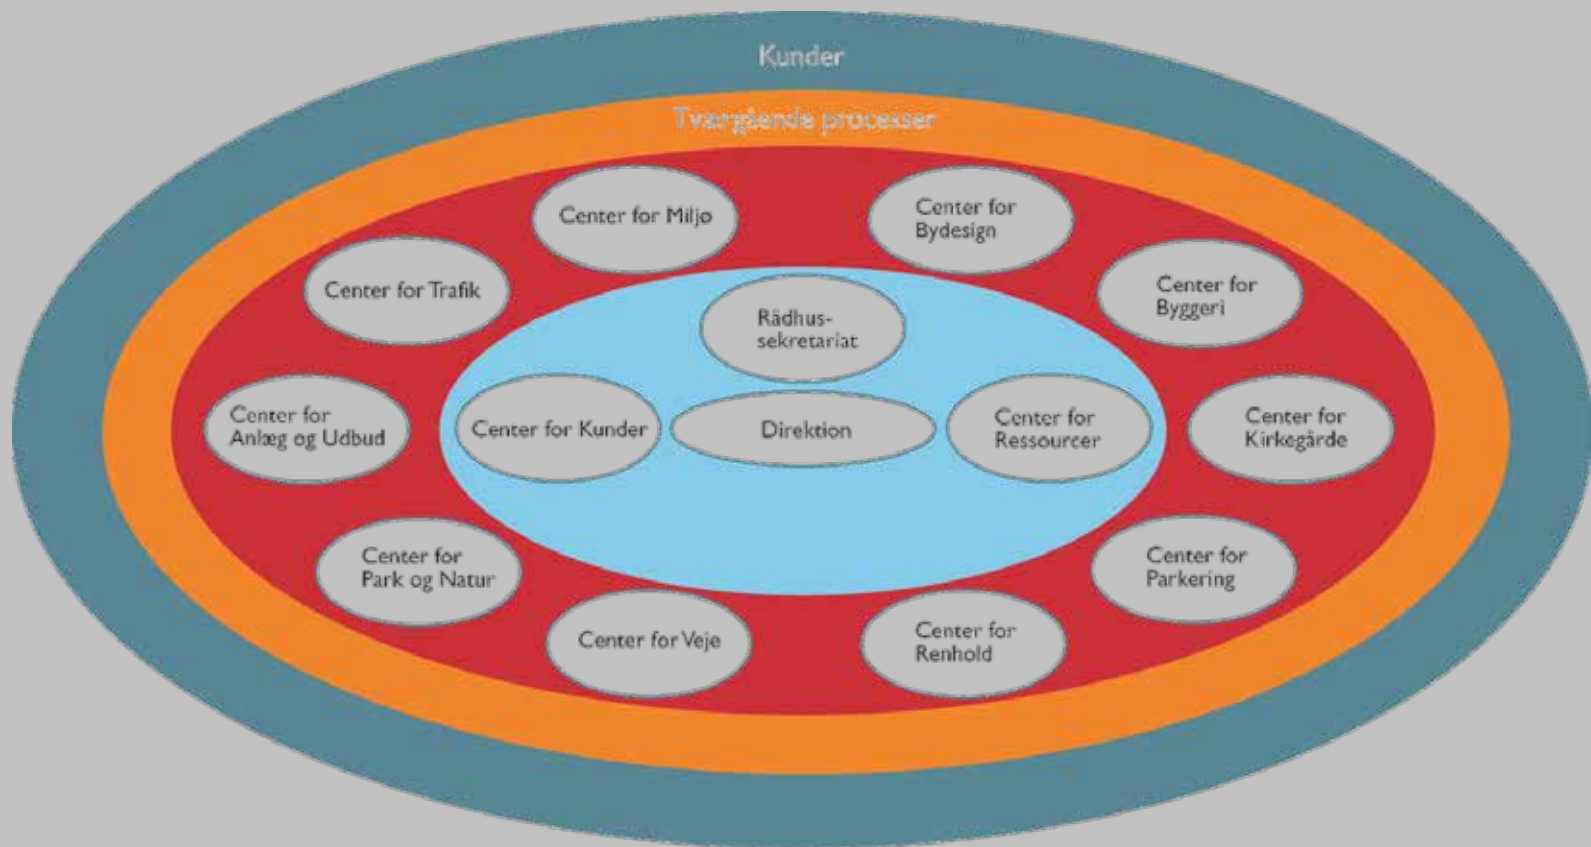 Kunder
Tværgående processer
Center for Miljø
Center for
Bydesign
Center for Trafik
Center for
Byggeri
Rådhus-
sekretariat
Center for
Anlæg og Udbud
Center for Kunder
Direktion
Center for
Ressourcer
Center for
Kirkegårde
Center for
Park og Natur
Center for
Parkering
Center for Veje
Center for
Renhold